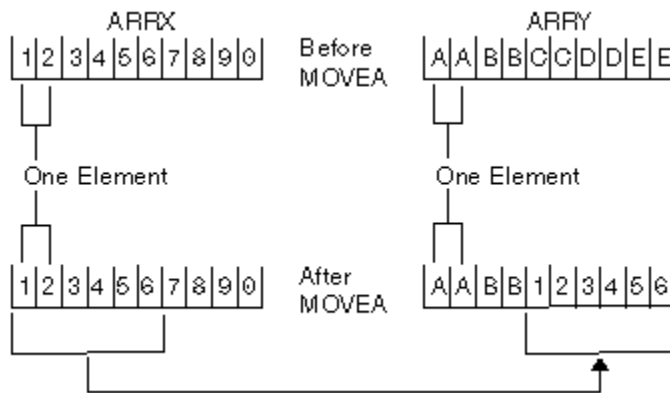 ARRX
ARRY
1 2 3 4 5 6 7 8 9 0
Before
MOVEA
A A B B C C D D E E
One Element
One Element
1 2 3 4 5 6 7 8 9 0
After
MOVEA
A A B B 1 2 3 4 5 6